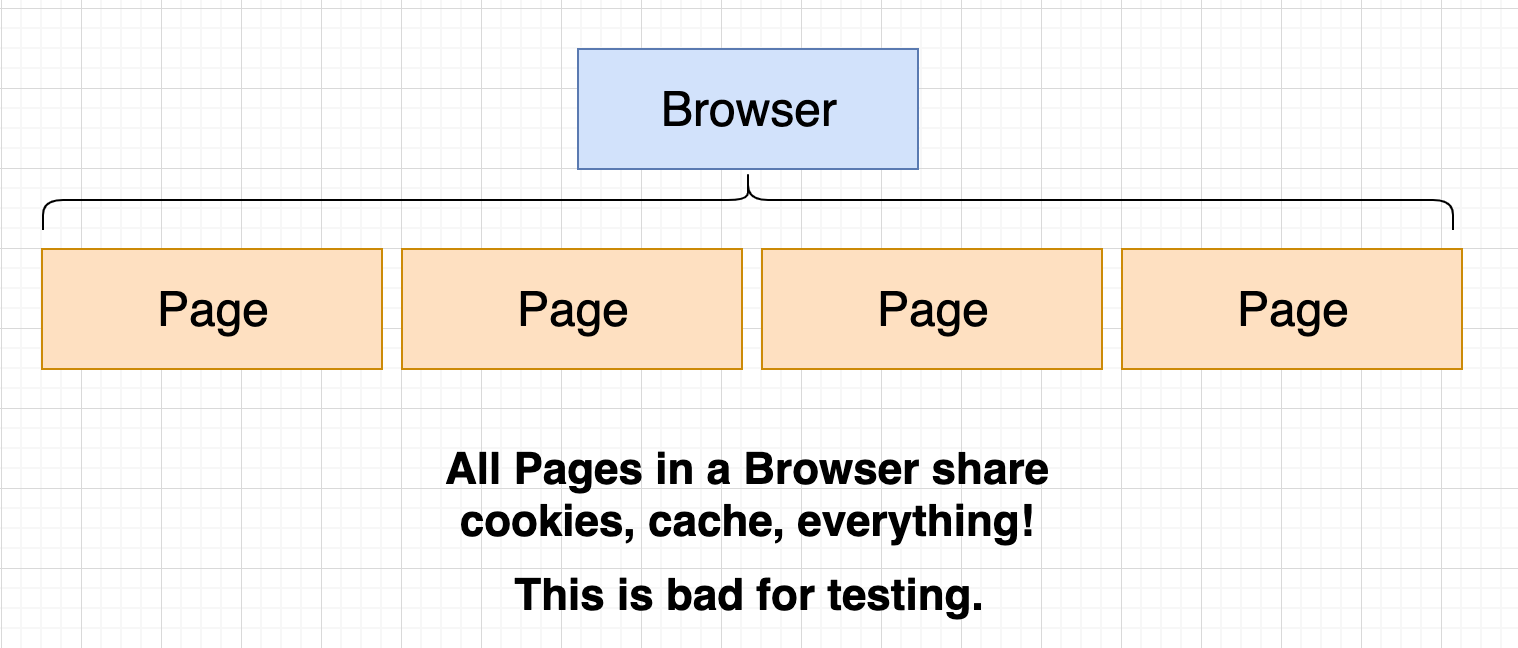 Browser
Page
Page
Page
Page
All Pages in a Browser share
cookies, cache, everything!
This is bad for testing.